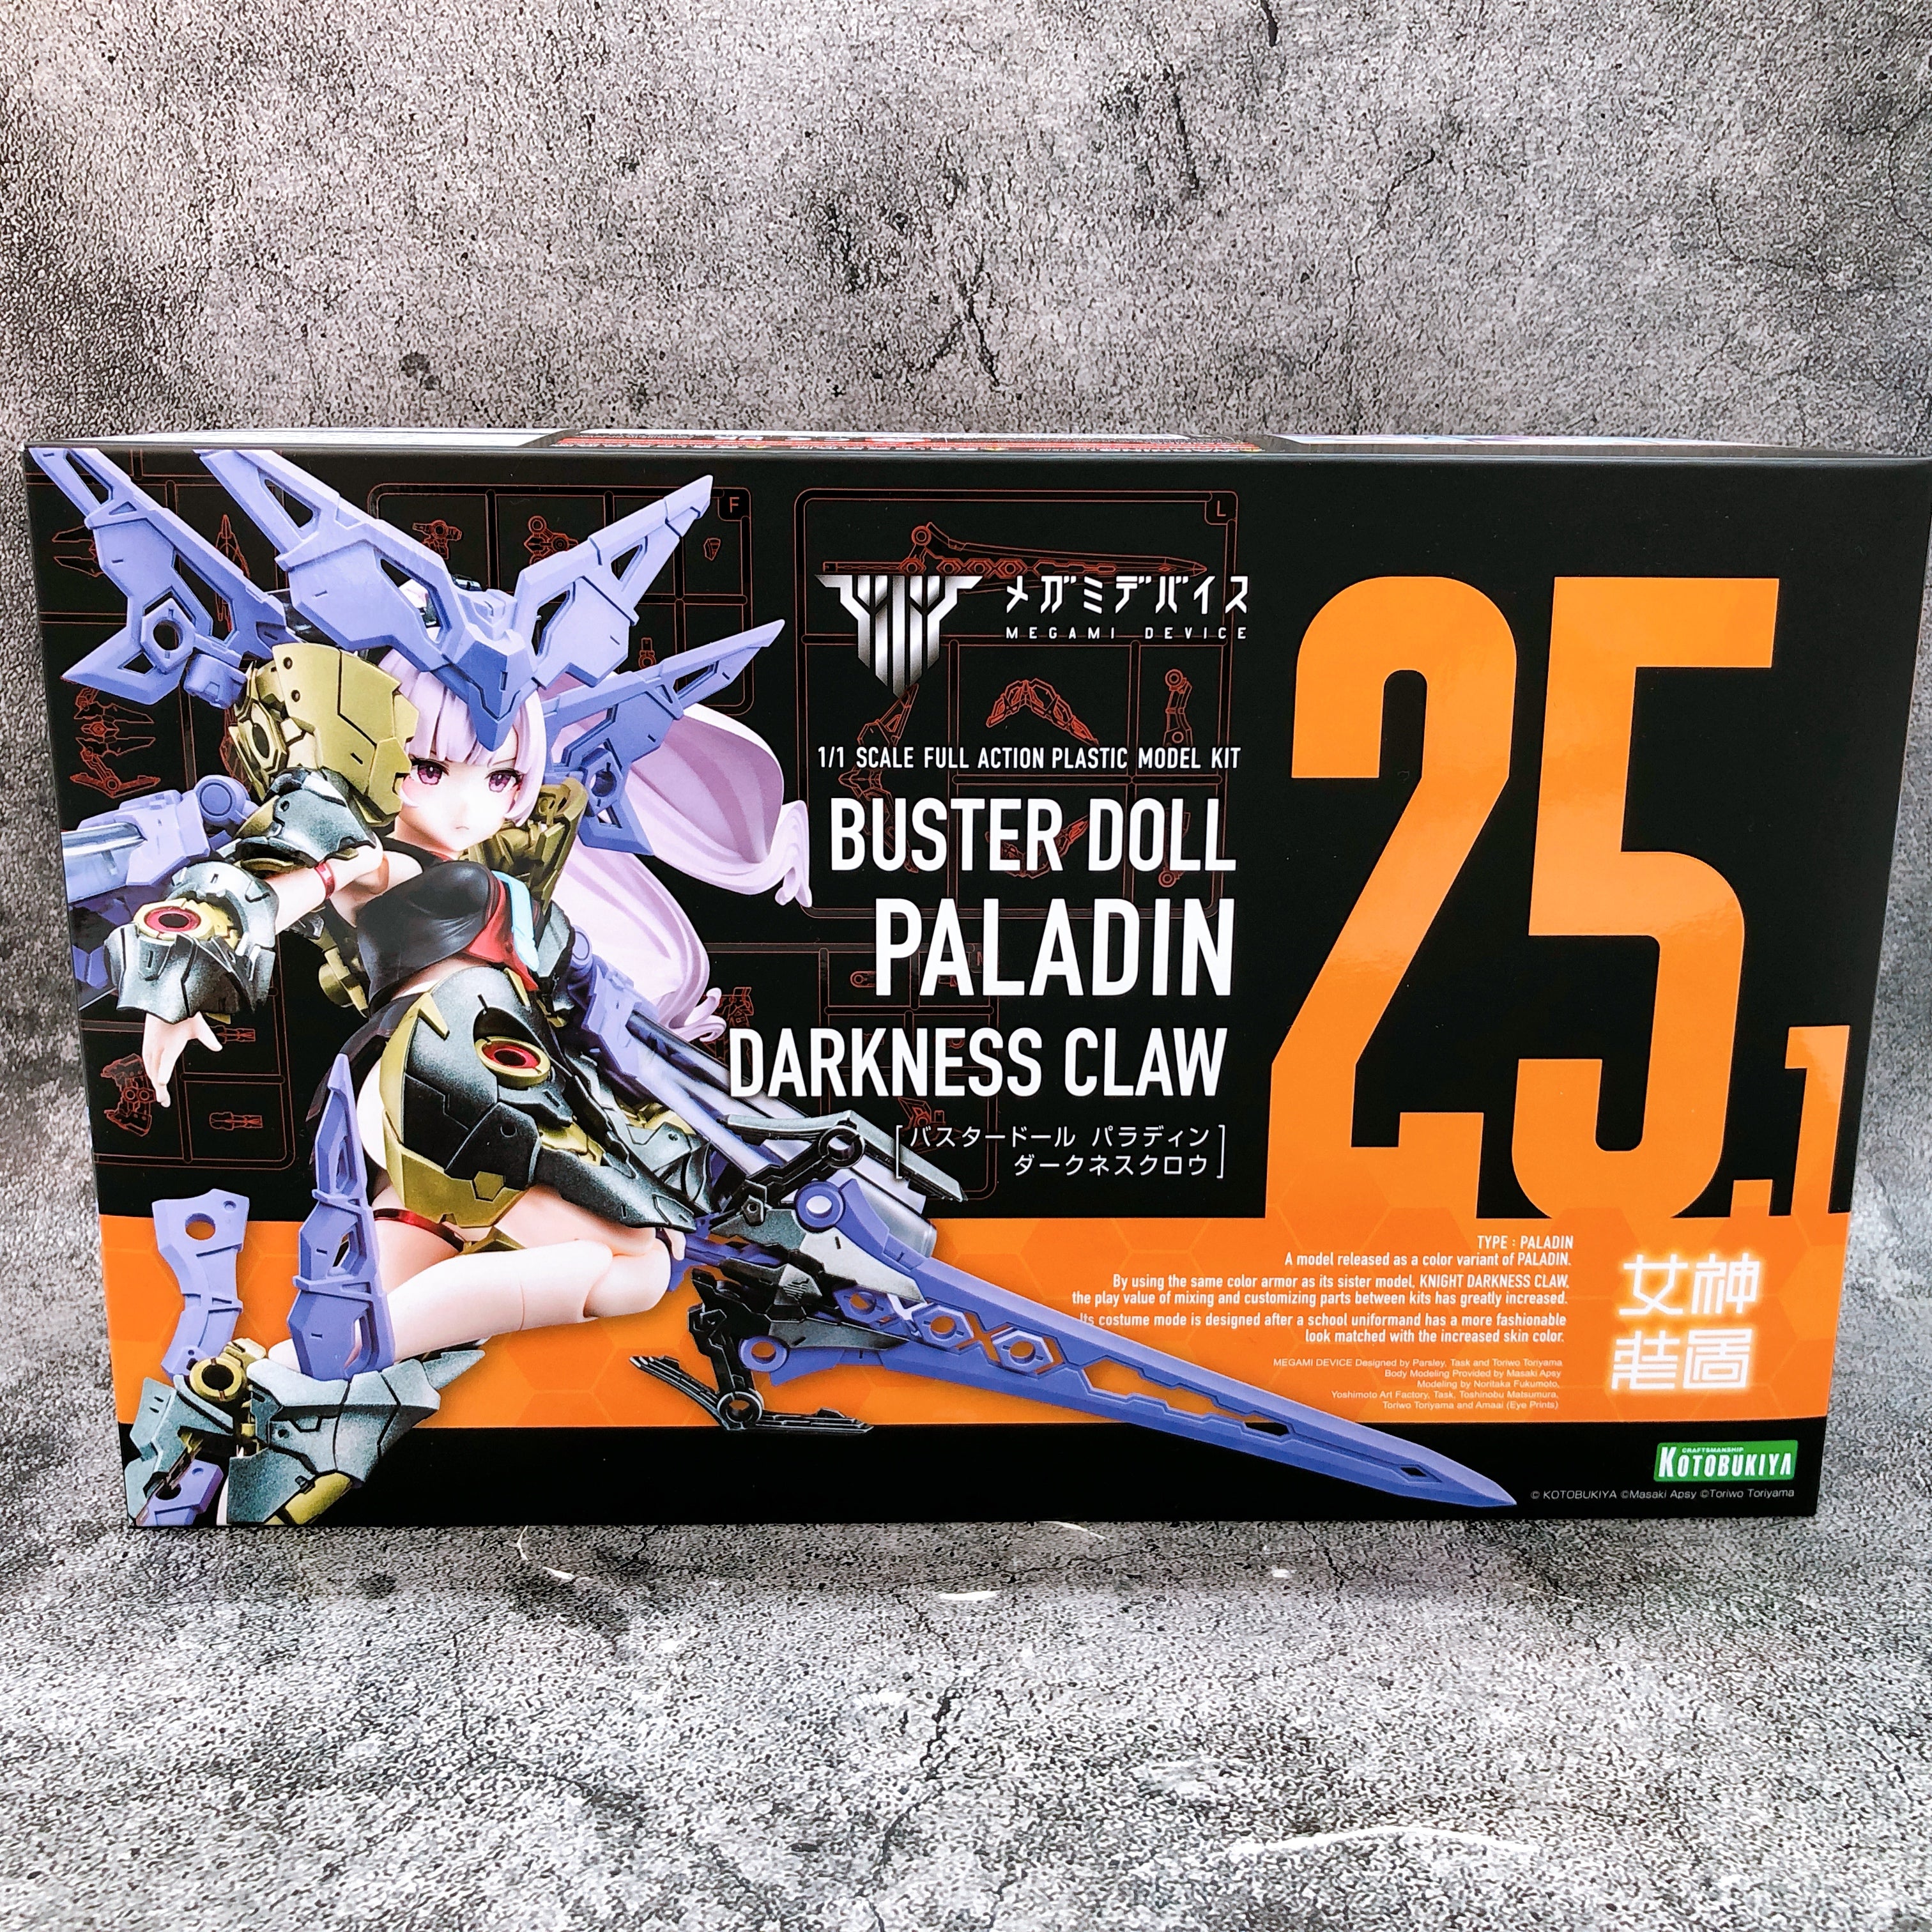 F
L
メガミデバイス
MEGAMI DEVICE
1/1 SCALE FULL ACTION PLASTIC MODEL KIT
BUSTER DOLL
PALADIN
DARKNESS CLAW
[バスタードール パラディン
ダークネスクロウ]
25.1
TYPE : PALADIN
A model released as a color variant of PALADIN.
By using the same color armor as its sister model, KNIGHT DARKNESS CLAW,
the play value of mixing and customizing parts between kits has greatly increased.
Its costume mode is designed after a school uniformand has a more fashionable
look matched with the increased skin color.
MEGAMI DEVICE Designed by Parsley, Task and Toriwo Toriyama
Body Modeling Provided by Masaki Apsy
Modeling by Noritaka Fukumoto,
Yoshimoto Art Factory, Task, Toshinobu Matsumura,
Toriwo Toriyama and Amaai (Eye Prints)
女神
装置
CRAFTSMANSHIP
KOTOBUKIYA
© KOTOBUKIYA ©Masaki Apsy ©Toriwo Toriyama